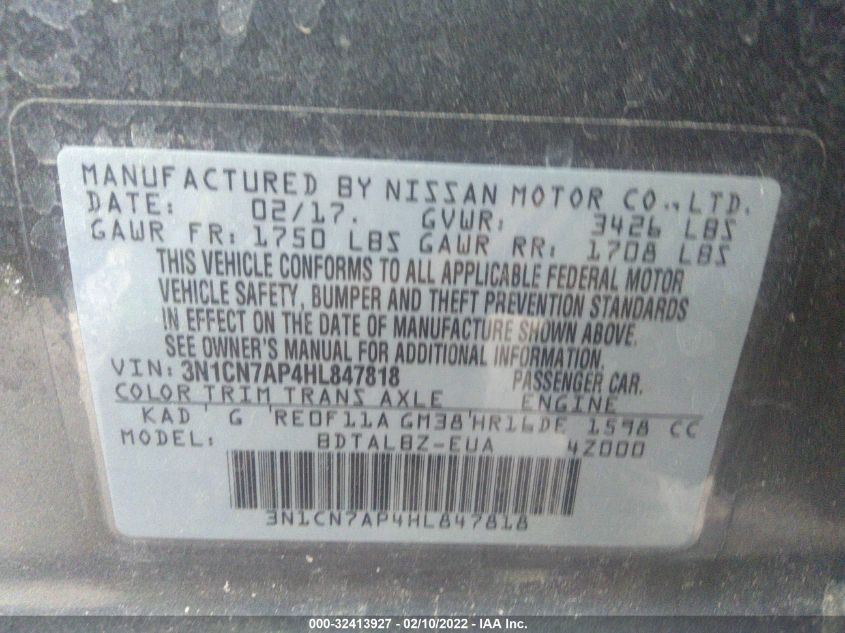 MANUFACTURED BY NISSAN MOTOR CO., LTD.
DATE: 02/17. GVWR: 3426 LBS
GAWR FR: 1750 LBS GAWR RR: 1708 LBS
THIS VEHICLE CONFORMS TO ALL APPLICABLE FEDERAL MOTOR
VEHICLE SAFETY, BUMPER AND THEFT PREVENTION STANDARDS
IN EFFECT ON THE DATE OF MANUFACTURE SHOWN ABOVE.
SEE OWNER'S MANUAL FOR ADDITIONAL INFORMATION.
VIN: 3N1CN7AP4HL847818 PASSENGER CAR.
COLOR TRIM TRANS AXLE ENGINE
KAD ' G 'RE0F11A GM38'HR16DE 1598 CC
MODEL: BDTALBZ-EUA 4Z000
3N1CN7AP4HL847818
000-32413927 - 02/10/2022 - IAA Inc.